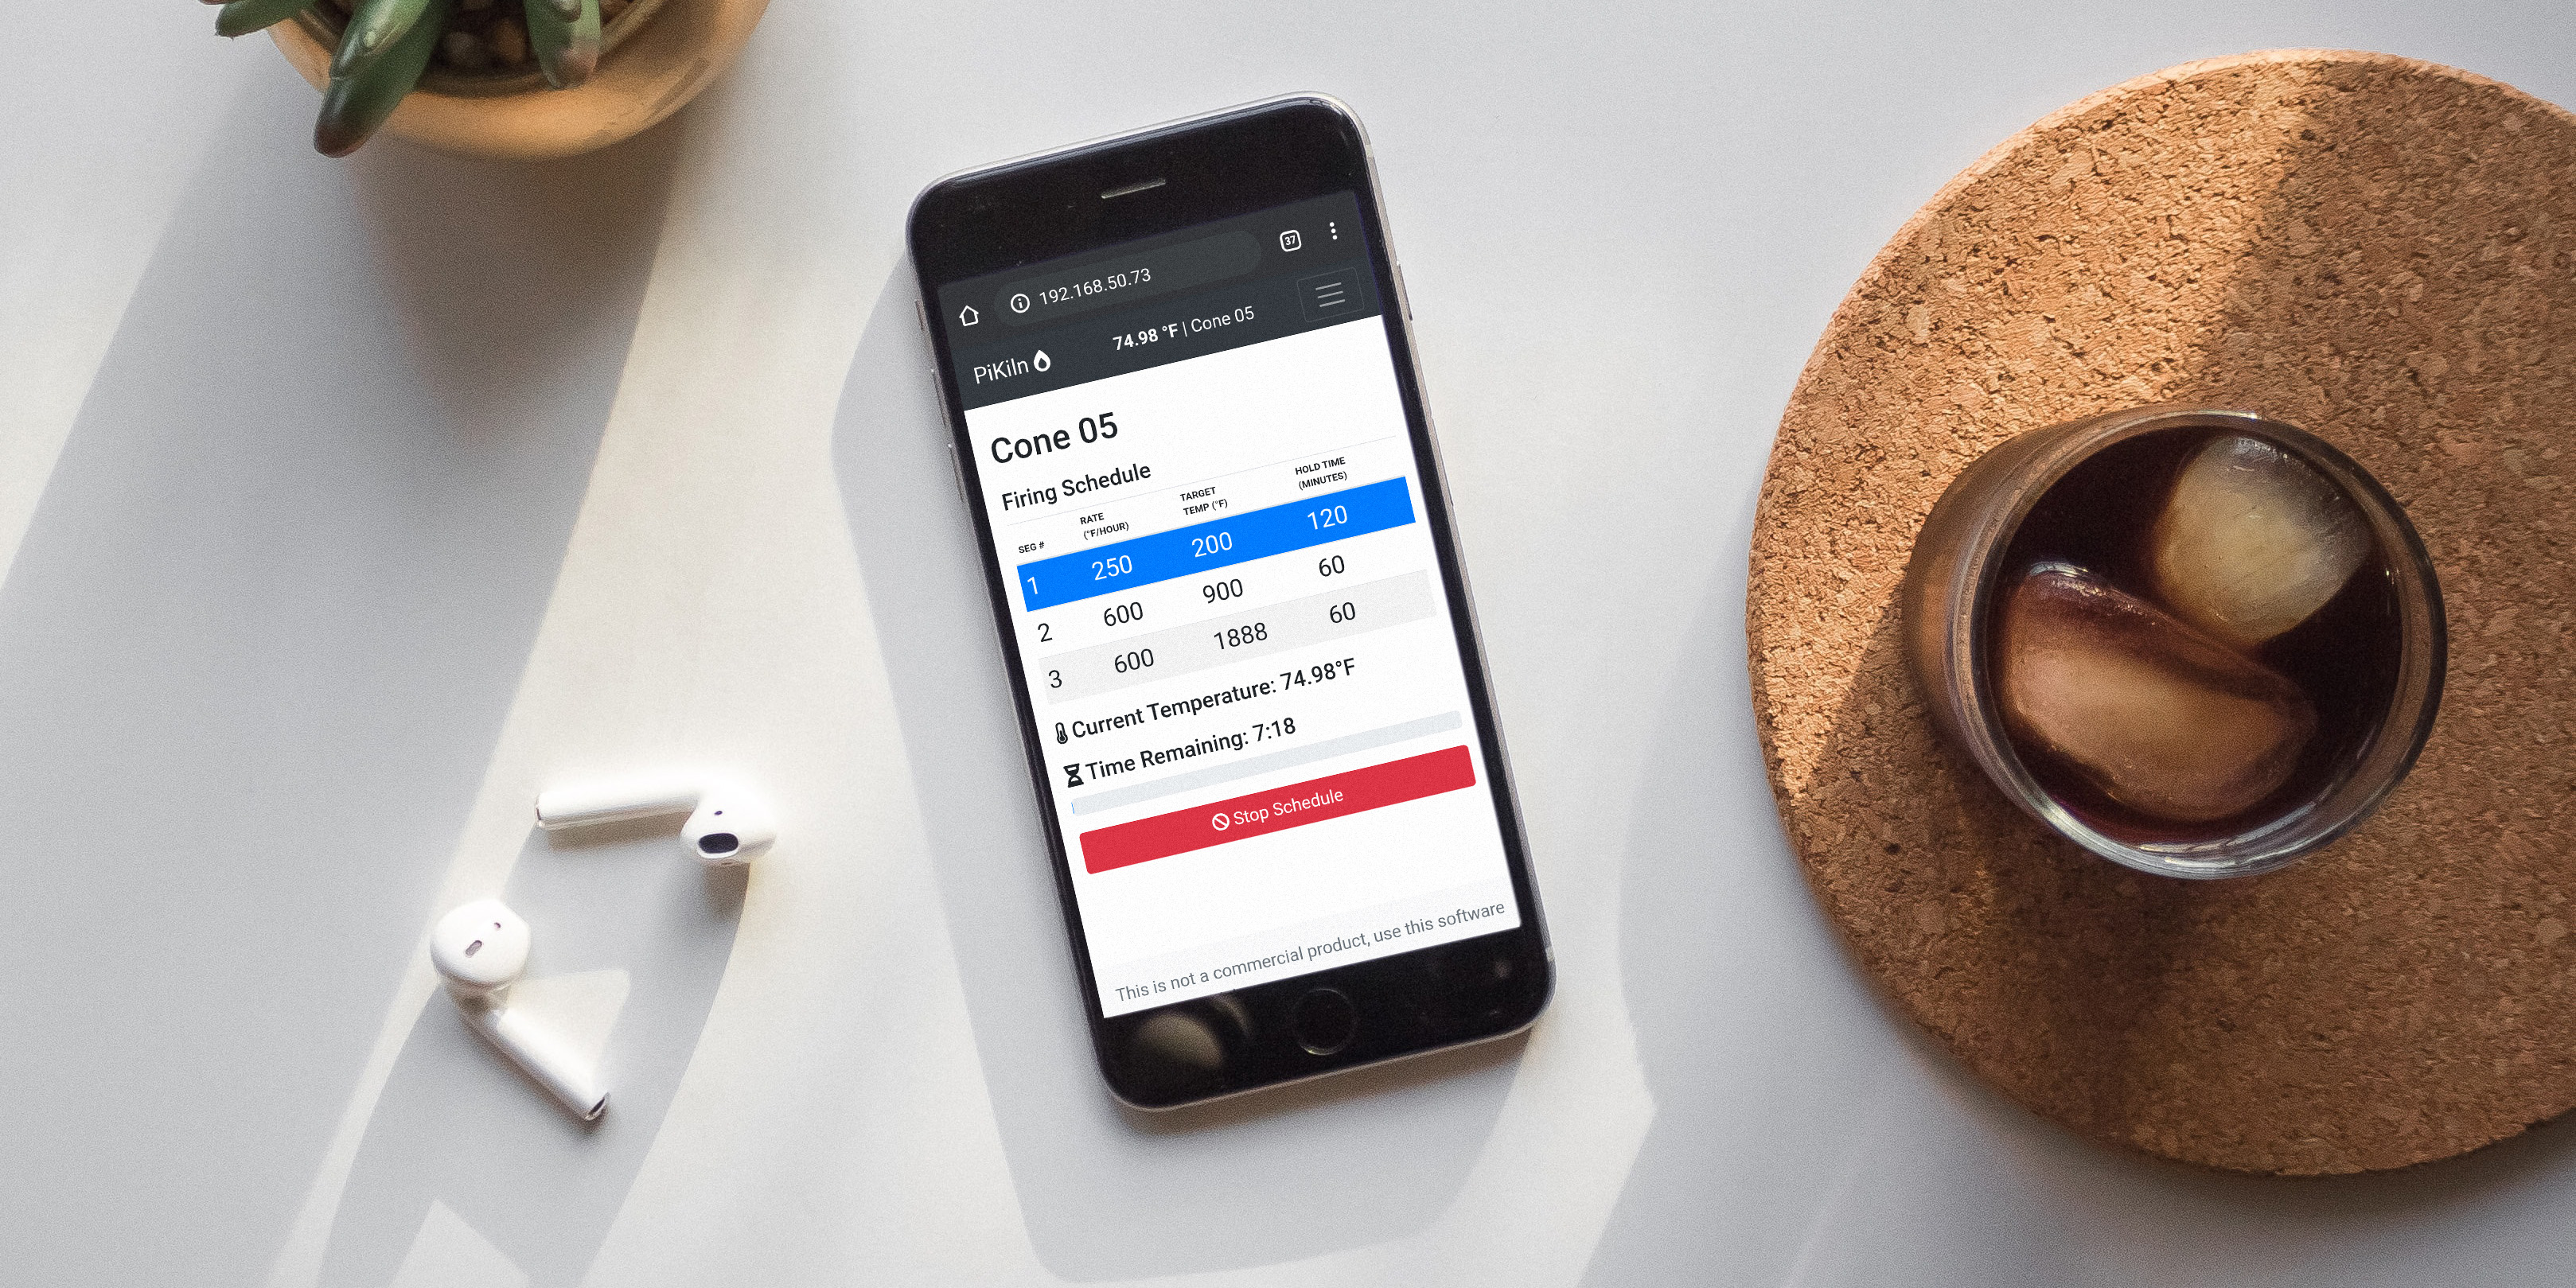 192.168.50.73
37
PiKiln
74.98 °F | Cone 05
Cone 05
Firing Schedule
SEG #
RATE
(°F/HOUR)
TARGET
TEMP (°F)
HOLD TIME
(MINUTES)
1 250 200 120
2 600 900 60
3 600 1888 60
Current Temperature: 74.98°F
Time Remaining: 7:18
Stop Schedule
This is not a commercial product, use this software